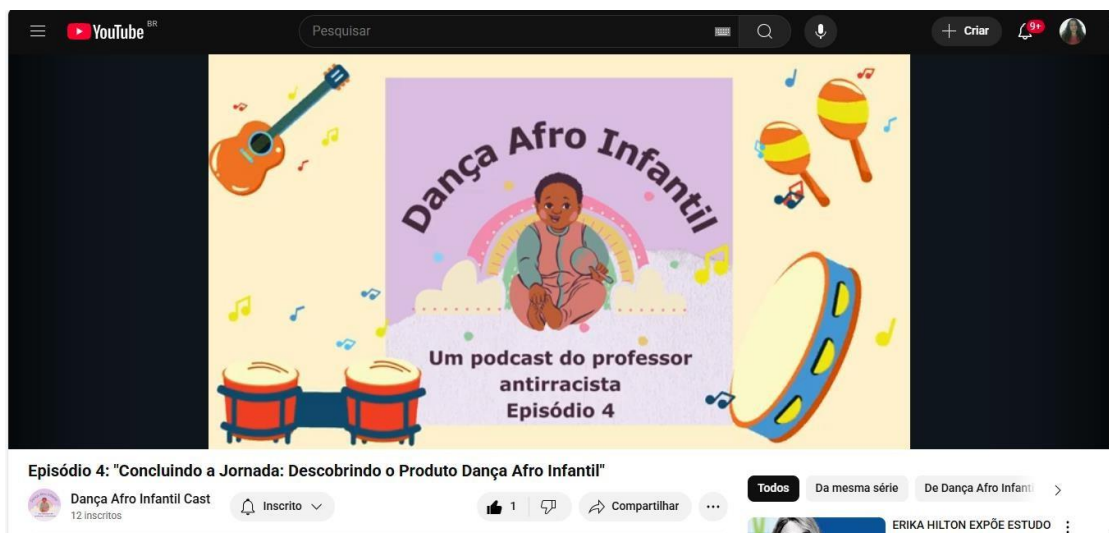 YouTube BR
Pesquisar
Criar
9+
Dança Afro Infantil
Um podcast do professor
antirracista
Episódio 4
Episódio 4: "Concluindo a Jornada: Descobrindo o Produto Dança Afro Infantil"
Dança Afro Infantil Cast
12 inscritos
Inscrito
1
Compartilhar
Todos
Da mesma série
De Dança Afro Infanti
ERIKA HILTON EXPÕE ESTUDO